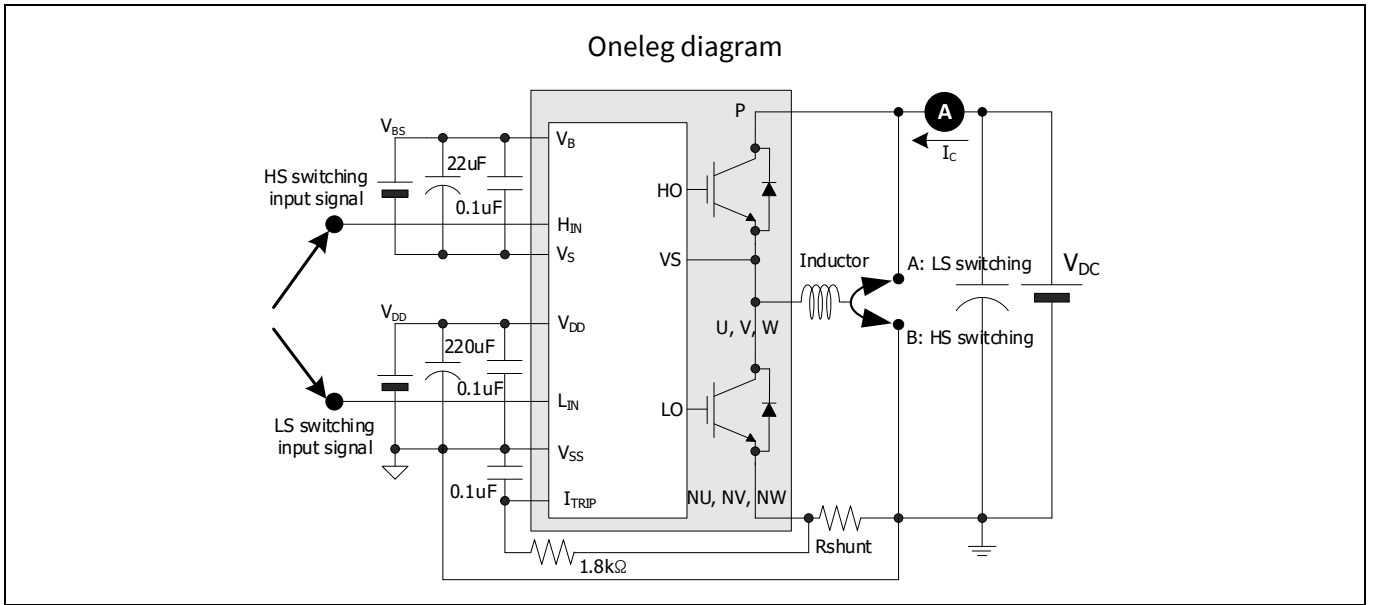 Oneleg diagram
P
A
I_C
V_BS
V_B
22uF
0.1uF
HS switching
input signal
HO
H_IN
V_S
VS
Inductor
A: LS switching
V_DC
V_DD
V_DD
U, V, W
B: HS switching
220uF
0.1uF
L_IN
LO
LS switching
input signal
V_SS
0.1uF
I_TRIP
NU, NV, NW
Rshunt
1.8kΩ